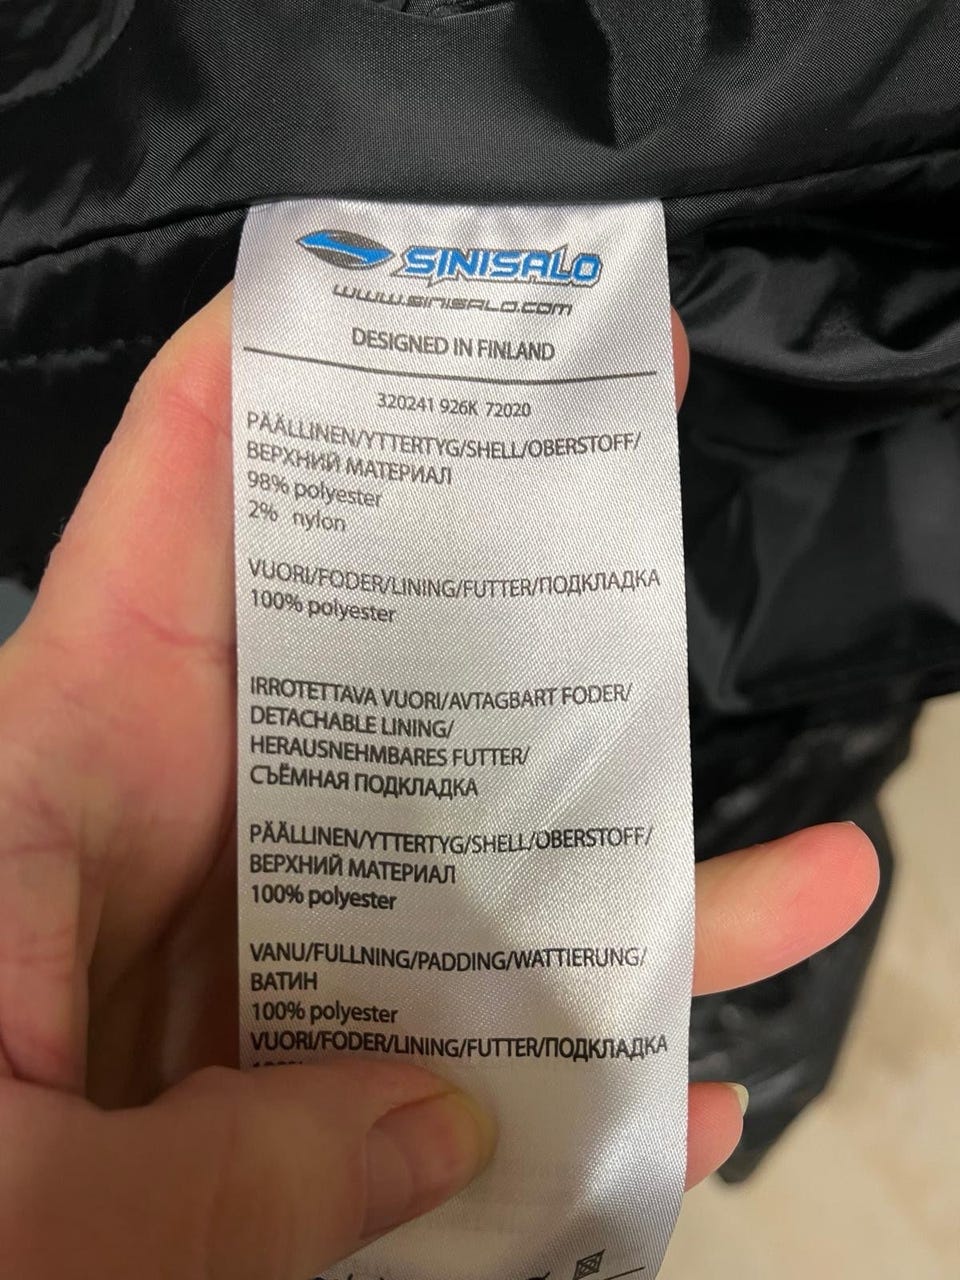 SINISALO
www.sinisalo.com
DESIGNED IN FINLAND
320241 926K 72020
PÄÄLLINEN/YTTERTYG/SHELL/OBERSTOFF/
ВЕРХНИЙ МАТЕРИАЛ
98% polyester
2% nylon
VUORI/FODER/LINING/FUTTER/ПОДКЛАДКА
100% polyester
IRROTETTAVA VUORI/AVTAGBART FODER/
DETACHABLE LINING/
HERAUSNEHMBARES FUTTER/
СЪЁМНАЯ ПОДКЛАДКА
PÄÄLLINEN/YTTERTYG/SHELL/OBERSTOFF/
ВЕРХНИЙ МАТЕРИАЛ
100% polyester
VANU/FULLNING/PADDING/WATTIERUNG/
ВАТИН
100% polyester
VUORI/FODER/LINING/FUTTER/ПОДКЛАДКА